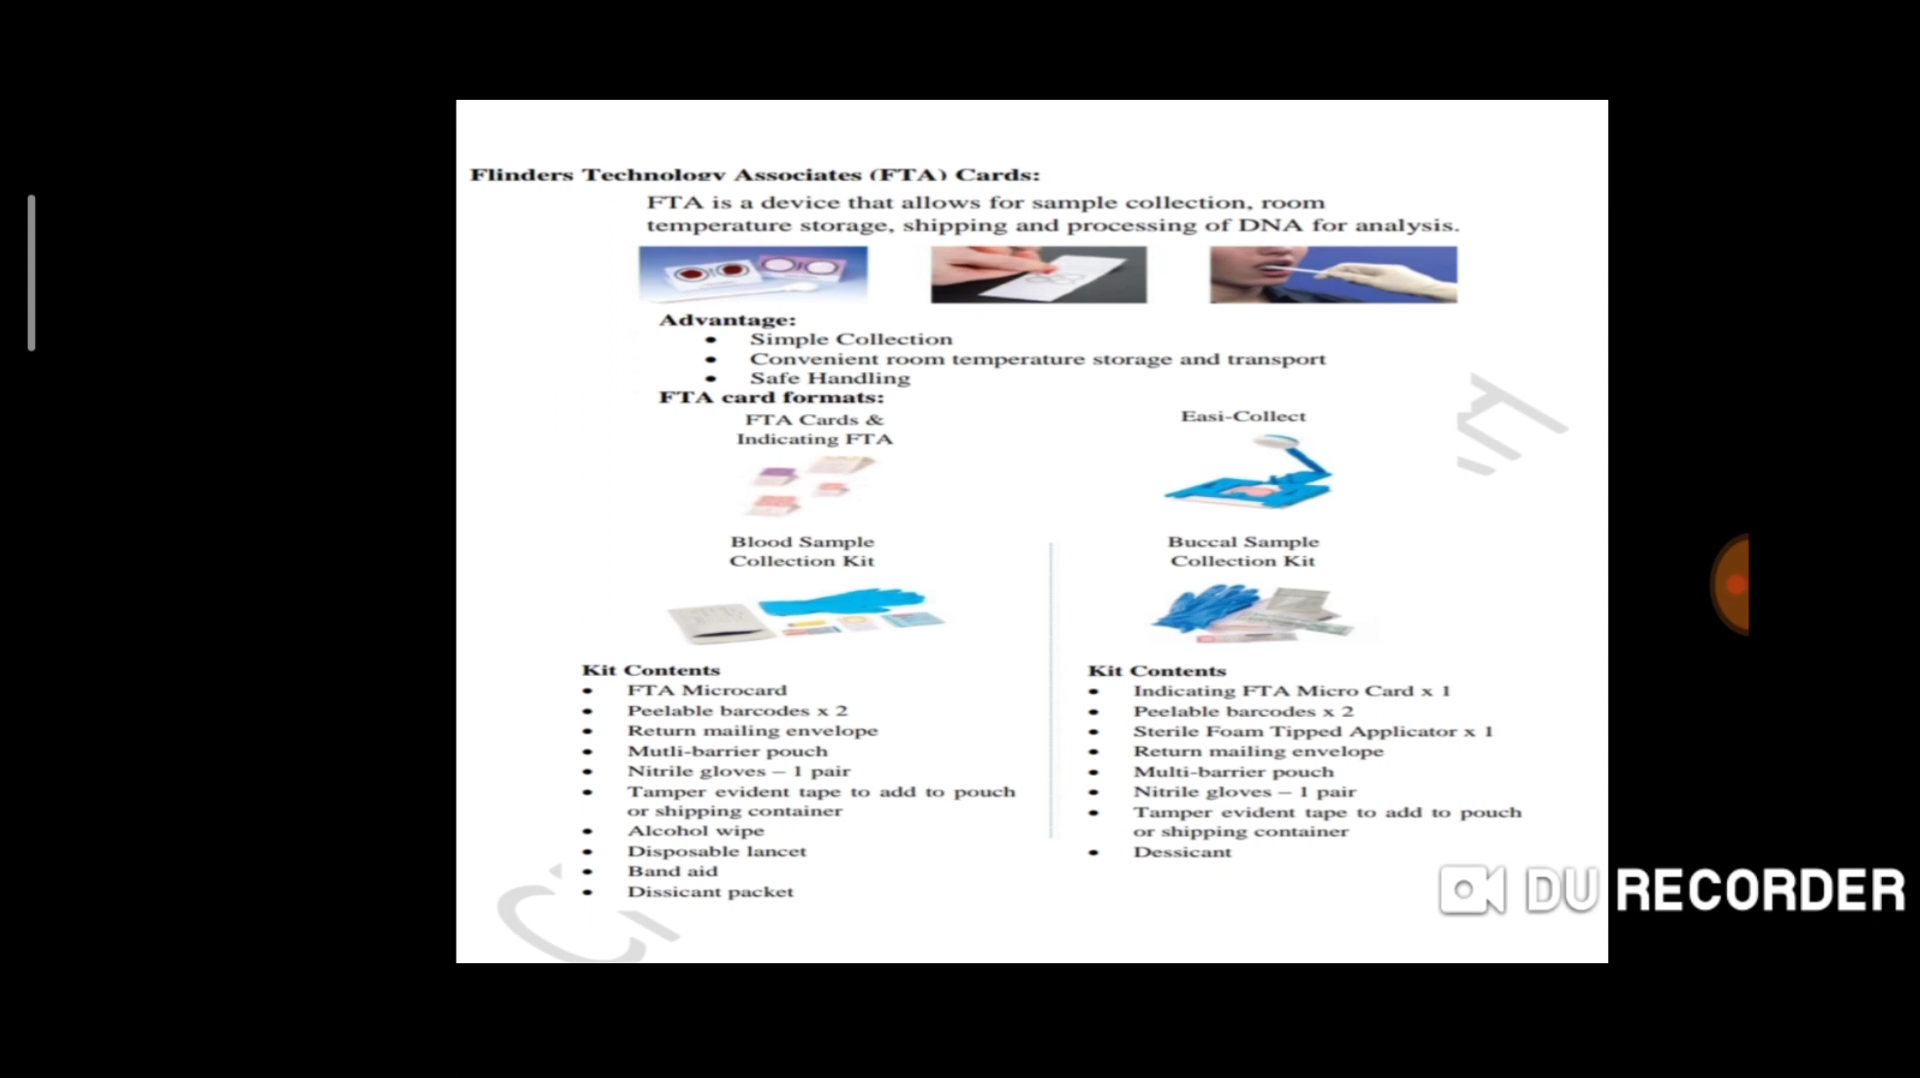 Flinders Technology Associates (FTA) Cards:
FTA is a device that allows for sample collection, room
temperature storage, shipping and processing of DNA for analysis.
Advantage:
• Simple Collection
• Convenient room temperature storage and transport
• Safe Handling
FTA card formats:
FTA Cards &
Indicating FTA
Easi-Collect
Blood Sample
Collection Kit
Kit Contents
• FTA Microcard
• Peelable barcodes x 2
• Return mailing envelope
• Mutli-barrier pouch
• Nitrile gloves – 1 pair
• Tamper evident tape to add to pouch
or shipping container
• Alcohol wipe
• Disposable lancet
• Band aid
• Dissicant packet
Buccal Sample
Collection Kit
Kit Contents
• Indicating FTA Micro Card x 1
• Peelable barcodes x 2
• Sterile Foam Tipped Applicator x 1
• Return mailing envelope
• Multi-barrier pouch
• Nitrile gloves – 1 pair
• Tamper evident tape to add to pouch
or shipping container
• Dessicant
DU RECORDER